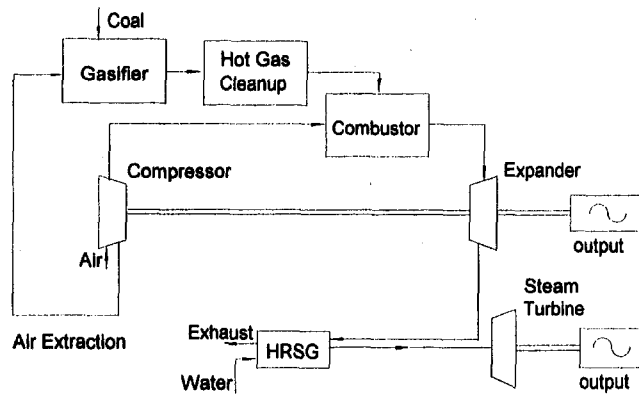 Coal
Gasifier
Hot Gas
Cleanup
Combustor
Compressor
Expander
Air
output
Steam
Turbine
Air Extraction
Exhaust
HRSG
Water
output